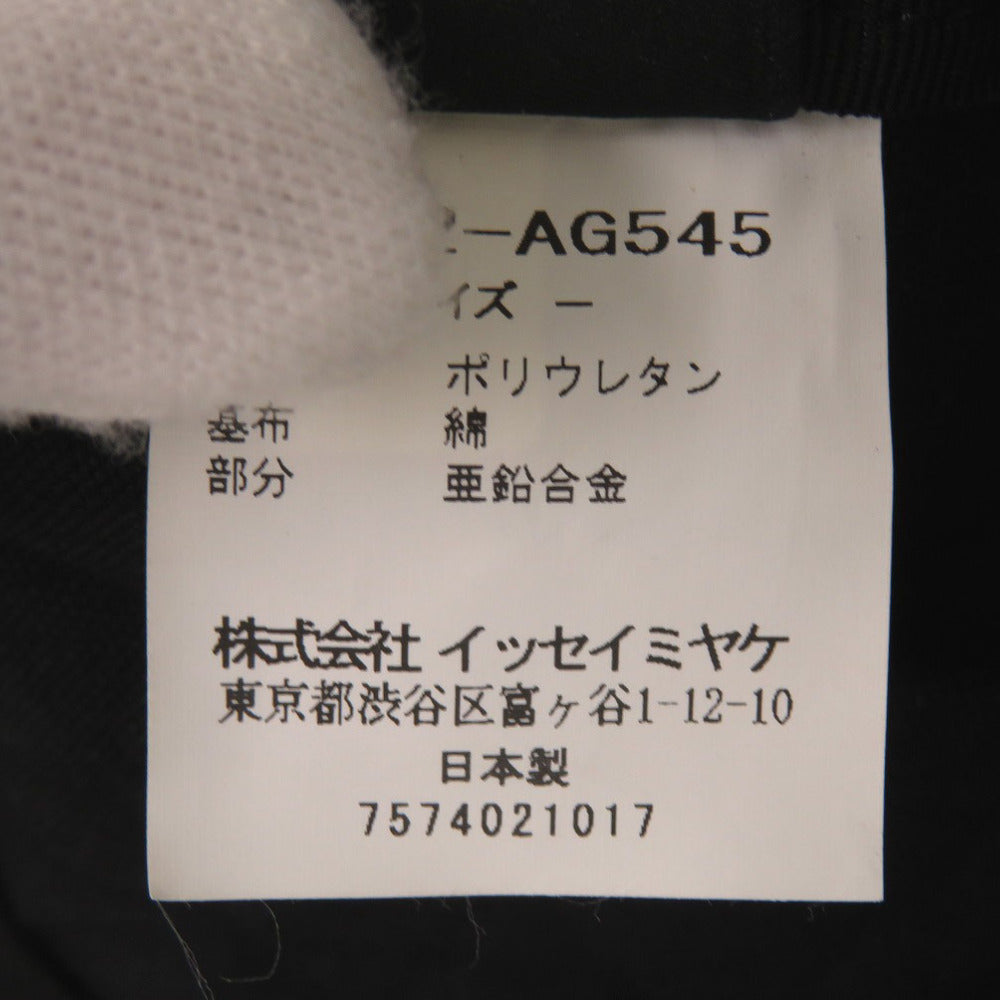 -AG545
イズ ー
ポリウレタン
基布 綿
部分 亜鉛合金
株式会社 イッセイミヤケ
東京都渋谷区富ヶ谷1-12-10
日本製
7574021017